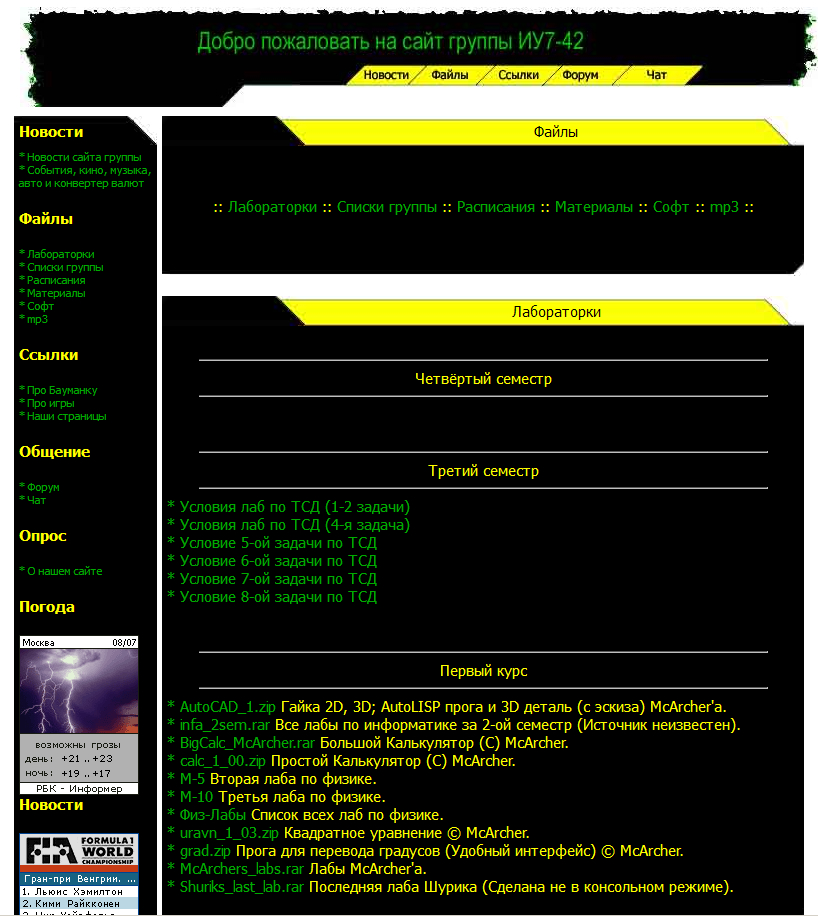 Добро пожаловать на сайт группы ИУ7-42
Новости Файлы Ссылки Форум Чат
Новости
* Новости сайта группы
* События, кино, музыка,
авто и конвертер валют
Файлы
* Лабораторки
* Списки группы
* Расписания
* Материалы
* Софт
* mp3
Ссылки
* Про Бауманку
* Про игры
* Наши страницы
Общение
* Форум
* Чат
Опрос
* О нашем сайте
Погода
Москва 08/07
возможны грозы
день: +21 .. +23
ночь: +19 .. +17
РБК - Информер
Новости
FIA FORMULA 1
WORLD
CHAMPIONSHIP
Гран-при Венгрии. ...
1. Льюис Хэмилтон
2. Кими Райкконен
Файлы
:: Лабораторки :: Списки группы :: Расписания :: Материалы :: Софт :: mp3 ::
Лабораторки
Четвёртый семестр
Третий семестр
* Условия лаб по ТСД (1-2 задачи)
* Условия лаб по ТСД (4-я задача)
* Условие 5-ой задачи по ТСД
* Условие 6-ой задачи по ТСД
* Условие 7-ой задачи по ТСД
* Условие 8-ой задачи по ТСД
Первый курс
* AutoCAD_1.zip Гайка 2D, 3D; AutoLISP прога и 3D деталь (с эскиза) McArcher'a.
* infa_2sem.rar Все лабы по информатике за 2-ой семестр (Источник неизвестен).
* BigCalc_McArcher.rar Большой Калькулятор (C) McArcher.
* calc_1_00.zip Простой Калькулятор (C) McArcher.
* М-5 Вторая лаба по физике.
* М-10 Третья лаба по физике.
* Физ-Лабы Список всех лаб по физике.
* uravn_1_03.zip Квадратное уравнение © McArcher.
* grad.zip Прога для перевода градусов (Удобный интерфейс) © McArcher.
* McArchers_labs.rar Лабы McArcher'a.
* Shuriks_last_lab.rar Последняя лаба Шурика (Сделана не в консольном режиме).